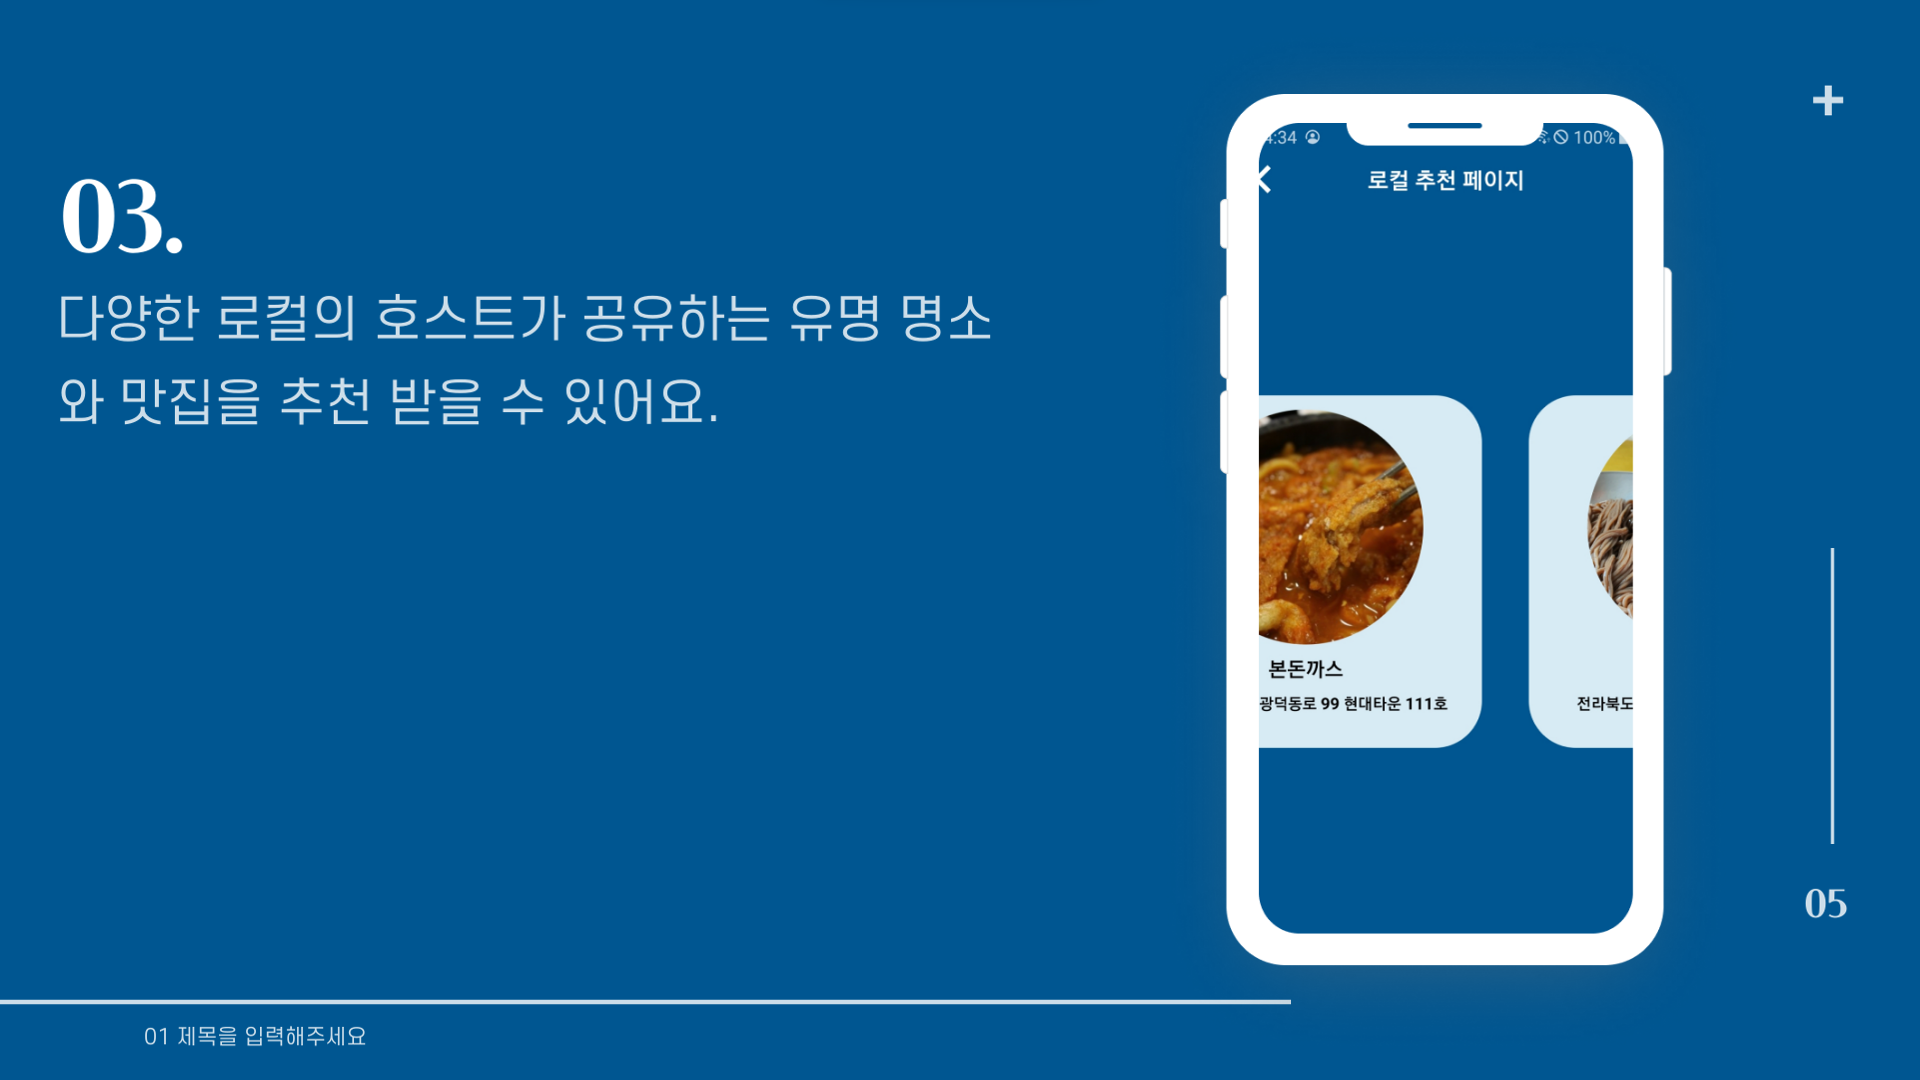 03.
다양한 로컬의 호스트가 공유하는 유명 명소
와 맛집을 추천 받을 수 있어요.
:34 100%
로컬 추천 페이지
본돈까스
광덕동로 99 현대타운 111호
전라북도
05
01 제목을 입력해주세요